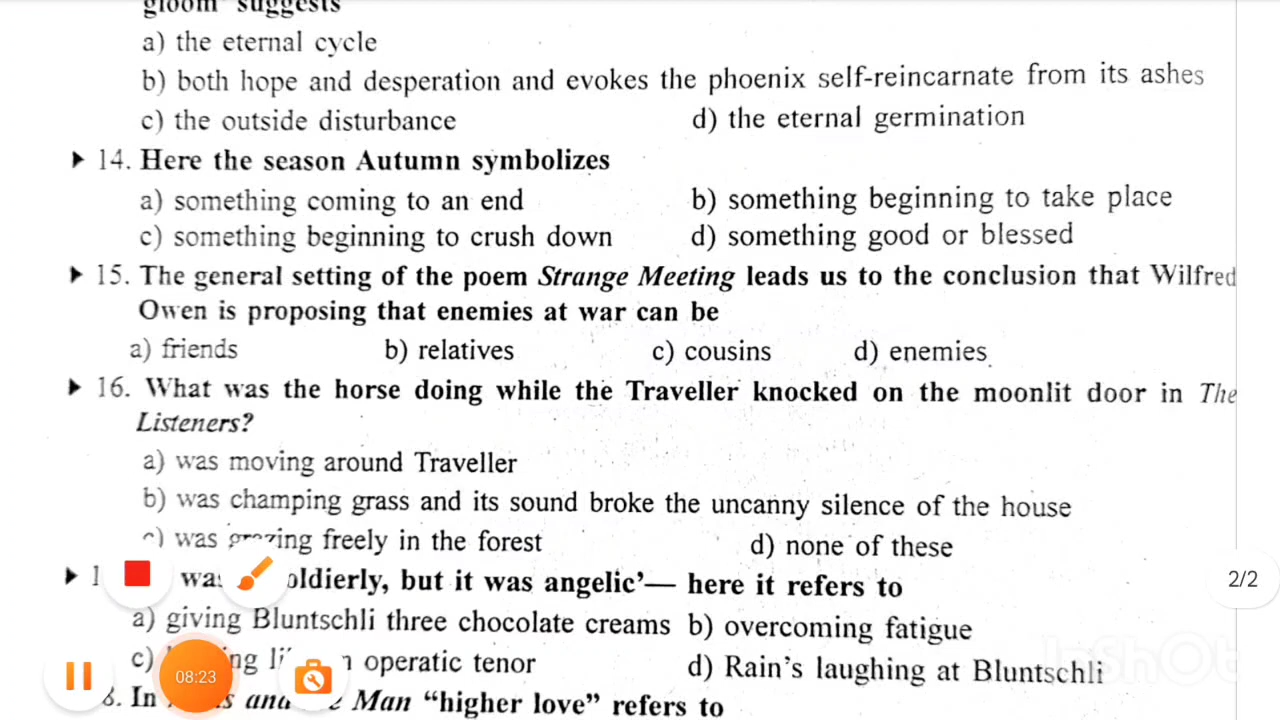 gloom' suggests
a) the eternal cycle
b) both hope and desperation and evokes the phoenix self-reincarnate from its ashes
c) the outside disturbance d) the eternal germination
14. Here the season Autumn symbolizes
a) something coming to an end b) something beginning to take place
c) something beginning to crush down d) something good or blessed
15. The general setting of the poem Strange Meeting leads us to the conclusion that Wilfred
Owen is proposing that enemies at war can be
a) friends b) relatives c) cousins d) enemies
16. What was the horse doing while the Traveller knocked on the moonlit door in The
Listeners?
a) was moving around Traveller
b) was champing grass and its sound broke the uncanny silence of the house
was grazing freely in the forest d) none of these
but it was angelic'— here it refers to
a) giving Bluntschli three chocolate creams b) overcoming fatigue
c) operatic tenor d) Rain's laughing at Bluntschli
In Man "higher love" refers to
2/2
08:23
InShOt